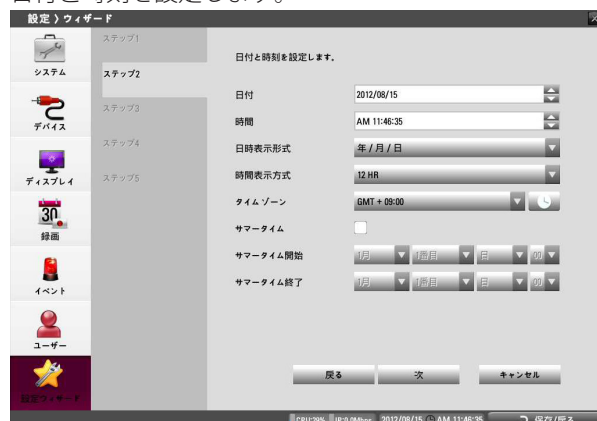 日付と時刻を設定します。
設定 〉ウィザード
システム
デバイス
ディスプレイ
30
録画
イベント
ユーザー
設定ウィザード
ステップ1
ステップ2
ステップ3
ステップ4
ステップ5
日付と時刻を設定します.
日付 2012/08/15
時間 AM 11:46:35
日時表示形式 年 / 月 / 日
時間表示方式 12 HR
タイムゾーン GMT + 09:00
サマータイム
サマータイム開始 1月 1番目 日 00
サマータイム終了 1月 1番目 日 00
戻る 次 キャンセル
CPU:29% IP:0.0Mbps 2012/08/15 AM 11:46:35 保存/戻る